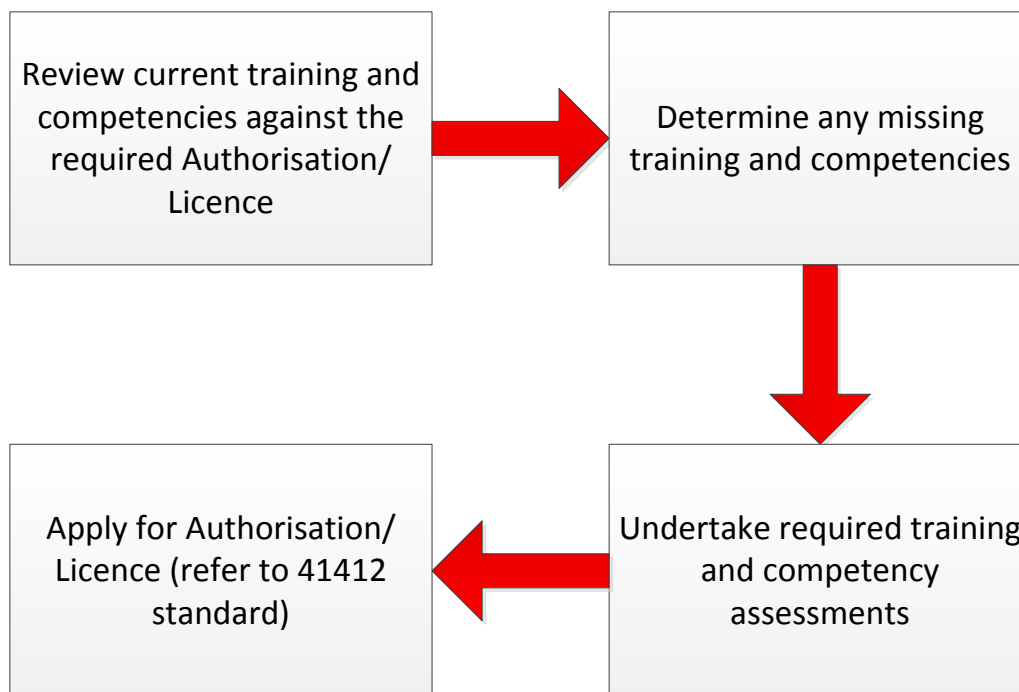 Review current training and
competencies against the
required Authorisation/
Licence
Determine any missing
training and competencies
Undertake required training
and competency
assessments
Apply for Authorisation/
Licence (refer to 41412
standard)